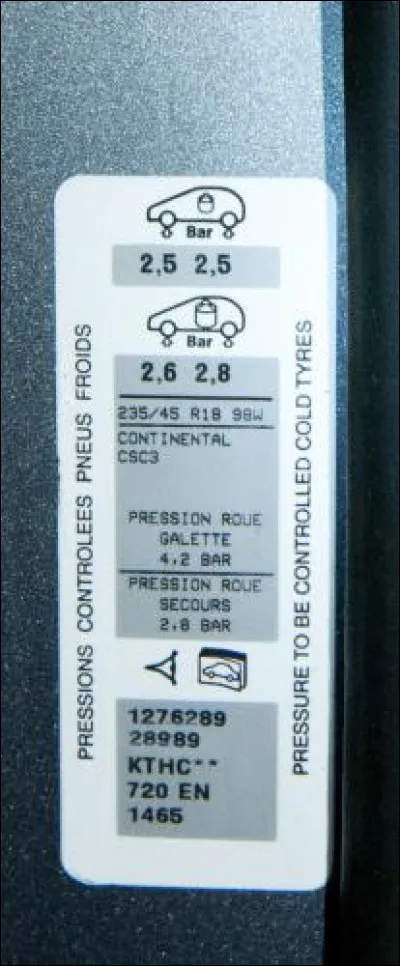 PRESSIONS CONTROLEES PNEUS FROIDS
Bar
2,5 2,5
Bar
2,6 2,8
235/45 R18 98W
CONTINENTAL
CSC3
PRESSION ROUE
GALETTE
4.2 BAR
PRESSION ROUE
SECOURS
2.8 BAR
1276289
28989
KTHC**
720 EN
1465
PRESSURE TO BE CONTROLLED COLD TYRES